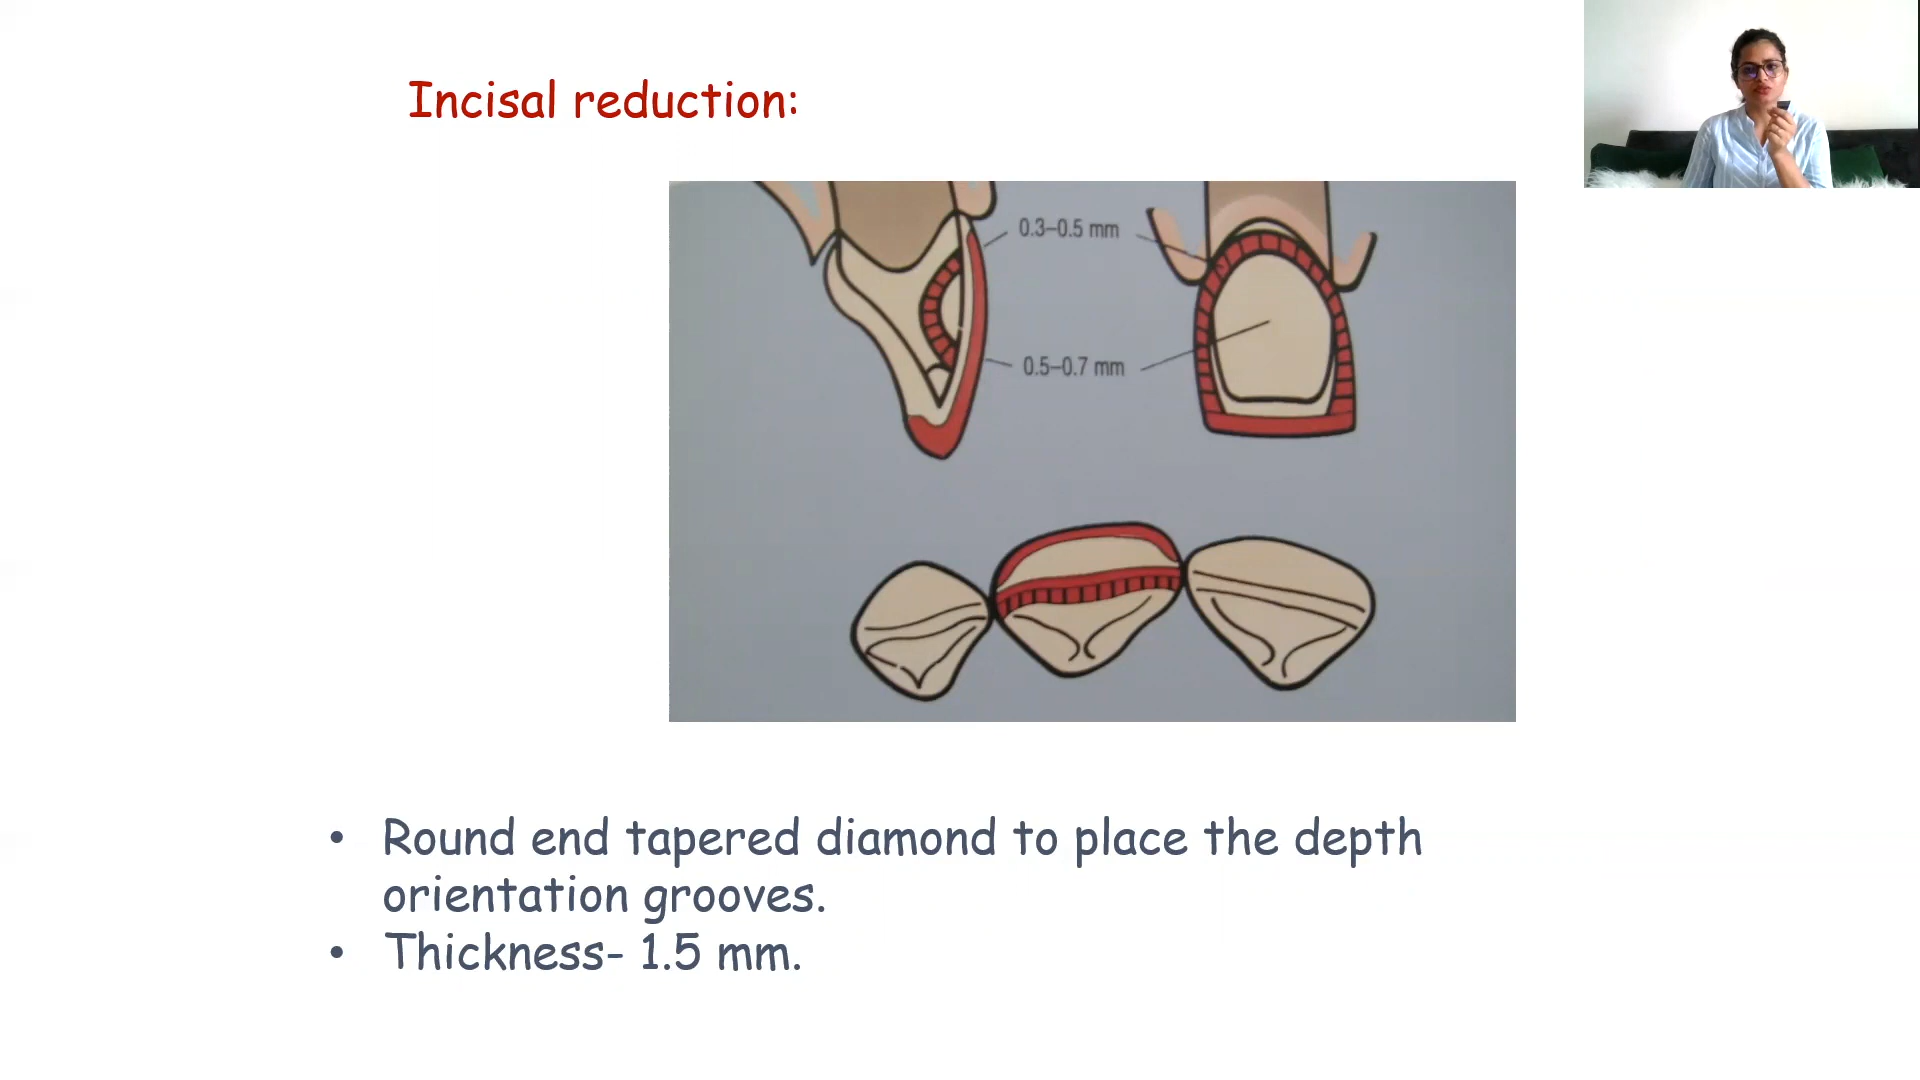 Incisal reduction:
0.3–0.5 mm
0.5–0.7 mm
• Round end tapered diamond to place the depth
orientation grooves.
• Thickness- 1.5 mm.